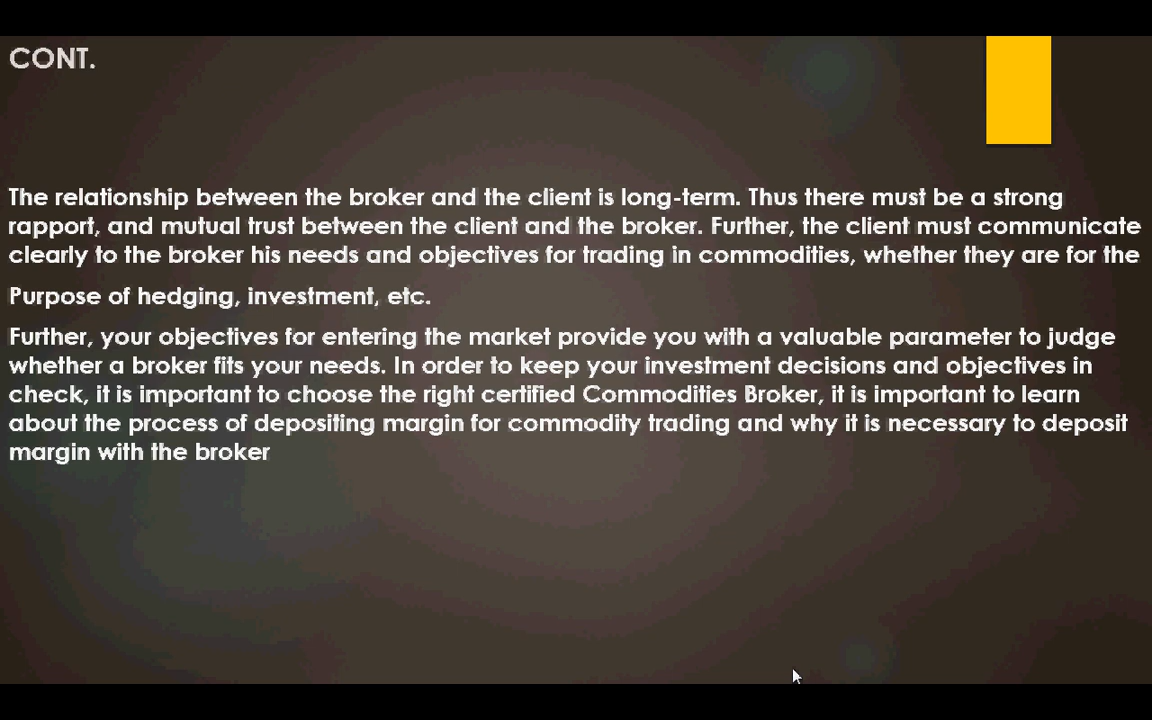 CONT.
The relationship between the broker and the client is long-term. Thus there must be a strong
rapport, and mutual trust between the client and the broker. Further, the client must communicate
clearly to the broker his needs and objectives for trading in commodities, whether they are for the
Purpose of hedging, investment, etc.
Further, your objectives for entering the market provide you with a valuable parameter to judge
whether a broker fits your needs. In order to keep your investment decisions and objectives in
check, it is important to choose the right certified Commodities Broker, it is important to learn
about the process of depositing margin for commodity trading and why it is necessary to deposit
margin with the broker